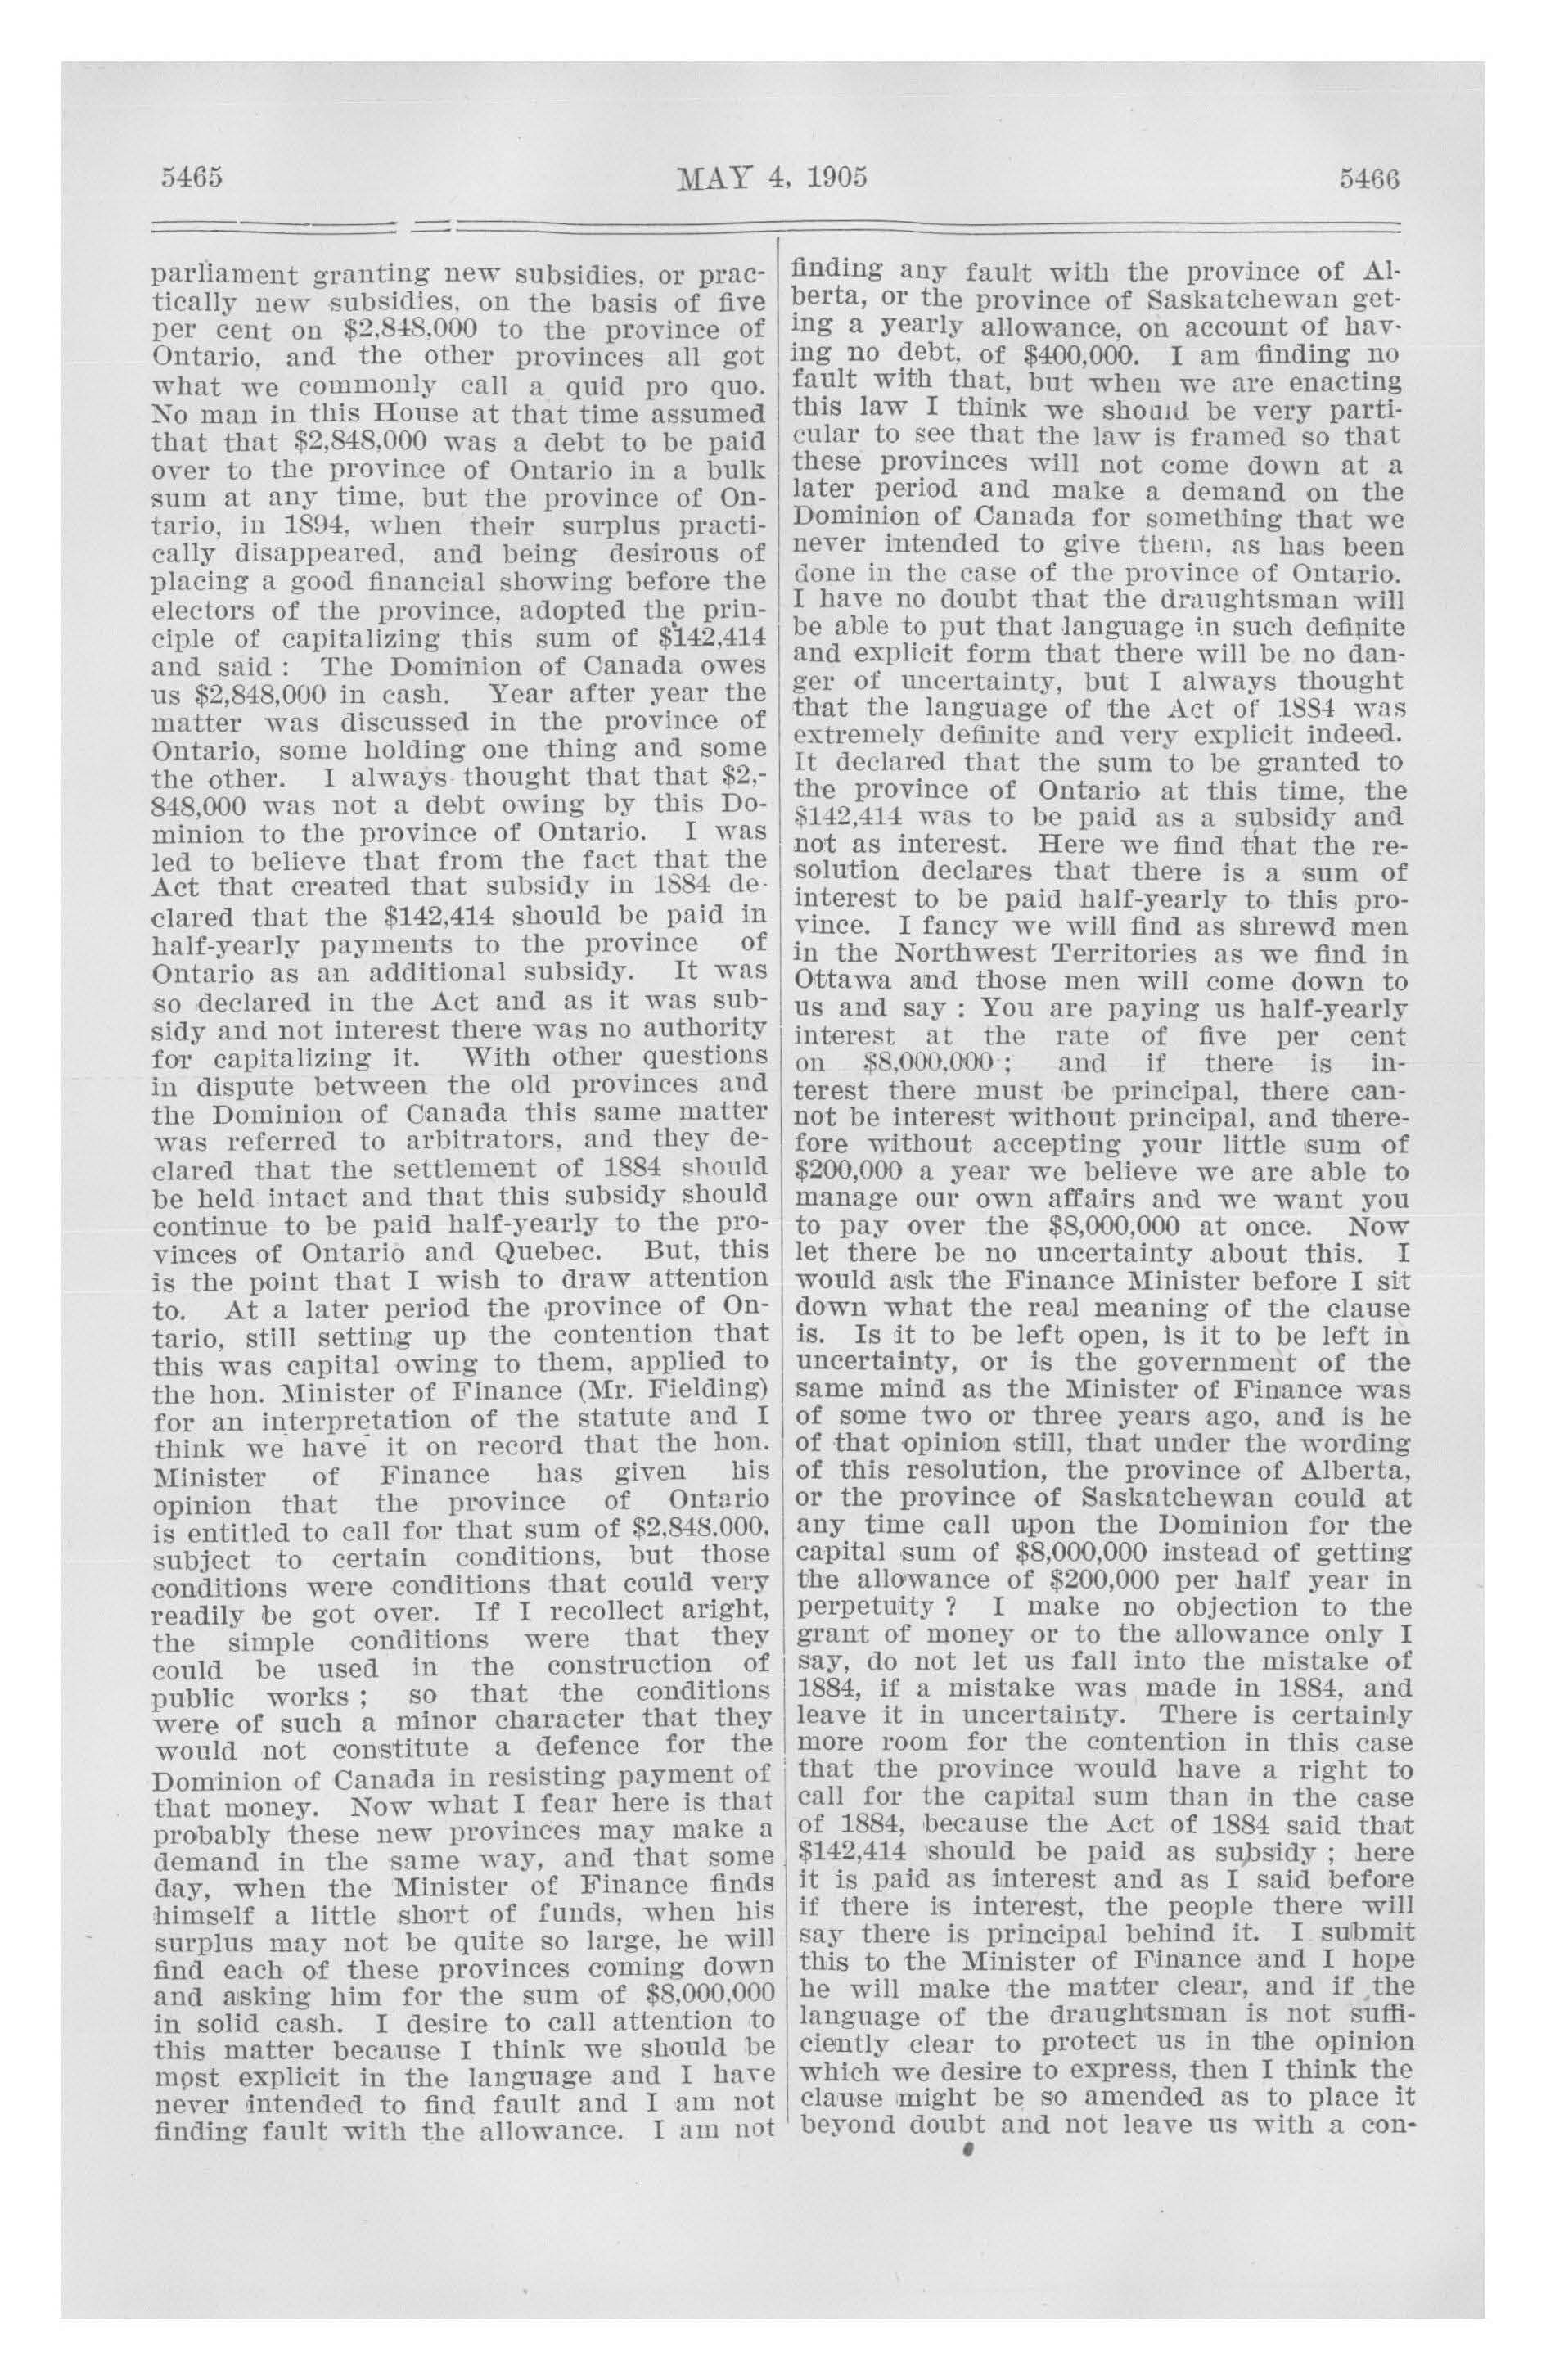 5465
MAY 4, 1905
5466
parliament granting new subsidies, or prac-
tically new subsidies, on the basis of five
per cent on $2,848,000 to the province of
Ontario, and the other provinces all got
what we commonly call a quid pro quo.
No man in this House at that time assumed
that that $2,848,000 was a debt to be paid
over to the province of Ontario in a bulk
sum at any time, but the province of On-
tario, in 1894, when their surplus practi-
cally disappeared, and being desirous of
placing a good financial showing before the
electors of the province, adopted the prin-
ciple of capitalizing this sum of $142,414
and said : The Dominion of Canada owes
us $2,848,000 in cash. Year after year the
matter was discussed in the province of
Ontario, some holding one thing and some
the other. I always thought that that $2,-
848,000 was not a debt owing by this Do-
minion to the province of Ontario. I was
led to believe that from the fact that the
Act that created that subsidy in 1884 de-
clared that the $142,414 should be paid in
half-yearly payments to the province of
Ontario as an additional subsidy. It was
so declared in the Act and as it was sub-
sidy and not interest there was no authority
for capitalizing it. With other questions
in dispute between the old provinces and
the Dominion of Canada this same matter
was referred to arbitrators, and they de-
clared that the settlement of 1884 should
be held intact and that this subsidy should
continue to be paid half-yearly to the pro-
vinces of Ontario and Quebec. But, this
is the point that I wish to draw attention
to. At a later period the province of On-
tario, still setting up the contention that
this was capital owing to them, applied to
the hon. Minister of Finance (Mr. Fielding)
for an interpretation of the statute and I
think we have it on record that the hon.
Minister of Finance has given his
opinion that the province of Ontario
is entitled to call for that sum of $2,848,000,
subject to certain conditions, but those
conditions were conditions that could very
readily be got over. If I recollect aright,
the simple conditions were that they
could be used in the construction of
public works ; so that the conditions
were of such a minor character that they
would not constitute a defence for the
Dominion of Canada in resisting payment of
that money. Now what I fear here is that
probably these new provinces may make a
demand in the same way, and that some
day, when the Minister of Finance finds
himself a little short of funds, when his
surplus may not be quite so large, he will
find each of these provinces coming down
and asking him for the sum of $8,000,000
in solid cash. I desire to call attention to
this matter because I think we should be
most explicit in the language and I have
never intended to find fault and I am not
finding fault with the allowance. I am not
finding any fault with the province of Al-
berta, or the province of Saskatchewan get-
ing a yearly allowance, on account of hav-
ing no debt, of $400,000. I am finding no
fault with that, but when we are enacting
this law I think we should be very parti-
cular to see that the law is framed so that
these provinces will not come down at a
later period and make a demand on the
Dominion of Canada for something that we
never intended to give them, as has been
done in the case of the province of Ontario.
I have no doubt that the draughtsman will
be able to put that language in such definite
and explicit form that there will be no dan-
ger of uncertainty, but I always thought
that the language of the Act of 1884 was
extremely definite and very explicit indeed.
It declared that the sum to be granted to
the province of Ontario at this time, the
$142,414 was to be paid as a subsidy and
not as interest. Here we find that the re-
solution declares that there is a sum of
interest to be paid half-yearly to this pro-
vince. I fancy we will find as shrewd men
in the Northwest Territories as we find in
Ottawa and those men will come down to
us and say : You are paying us half-yearly
interest at the rate of five per cent
on $8,000,000 ; and if there is in-
terest there must be principal, there can-
not be interest without principal, and there-
fore without accepting your little sum of
$200,000 a year we believe we are able to
manage our own affairs and we want you
to pay over the $8,000,000 at once. Now
let there be no uncertainty about this. I
would ask the Finance Minister before I sit
down what the real meaning of the clause
is. Is it to be left open, is it to be left in
uncertainty, or is the government of the
same mind as the Minister of Finance was
of some two or three years ago, and is he
of that opinion still, that under the wording
of this resolution, the province of Alberta,
or the province of Saskatchewan could at
any time call upon the Dominion for the
capital sum of $8,000,000 instead of getting
the allowance of $200,000 per half year in
perpetuity ? I make no objection to the
grant of money or to the allowance only I
say, do not let us fall into the mistake of
1884, if a mistake was made in 1884, and
leave it in uncertainty. There is certainly
more room for the contention in this case
that the province would have a right to
call for the capital sum than in the case
of 1884, because the Act of 1884 said that
$142,414 should be paid as subsidy ; here
it is paid as interest and as I said before
if there is interest, the people there will
say there is principal behind it. I submit
this to the Minister of Finance and I hope
he will make the matter clear, and if the
language of the draughtsman is not suffi-
ciently clear to protect us in the opinion
which we desire to express, then I think the
clause might be so amended as to place it
beyond doubt and not leave us with a con-